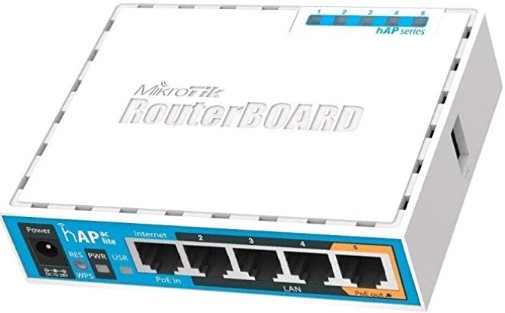 1 2 3 4 5
hAP series
MikroTik
RouterBOARD
Power
hAP ac lite
Internet
2
3
4
5
RES
PWR
USR
WPS
PoE in
LAN
PoE out